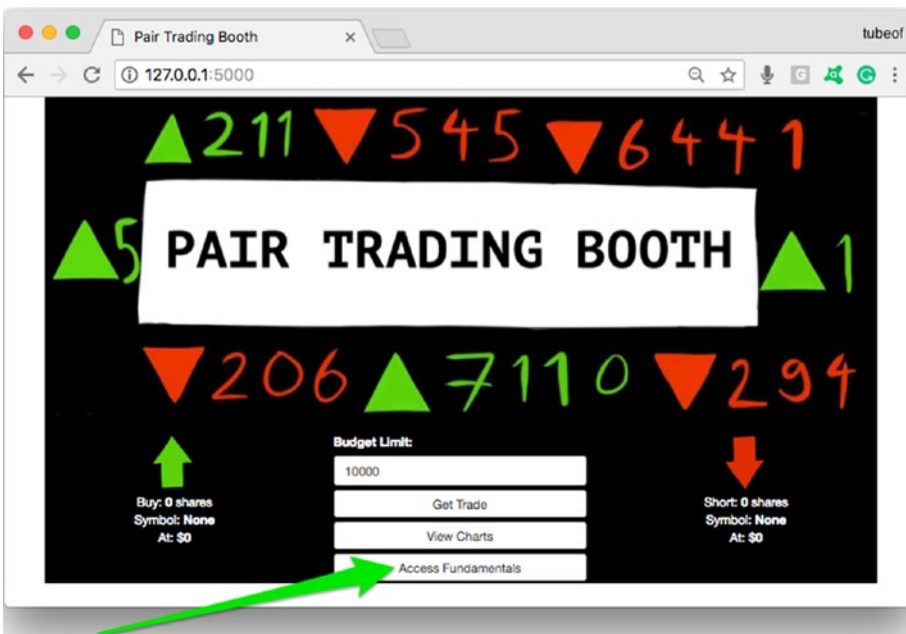 Pair Trading Booth
tubeof
127.0.0.1:5000
▲211 ▼545 ▼6441
▲5 PAIR TRADING BOOTH ▲1
▼206 ▲7110 ▼294
Budget Limit:
10000
Buy: 0 shares
Symbol: None
At: $0
Get Trade
View Charts
Access Fundamentals
Short: 0 shares
Symbol: None
At: $0